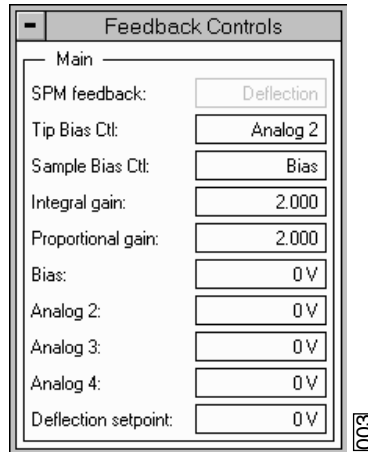 Feedback Controls
Main
SPM feedback: Deflection
Tip Bias Ctl: Analog 2
Sample Bias Ctl: Bias
Integral gain: 2.000
Proportional gain: 2.000
Bias: 0 V
Analog 2: 0 V
Analog 3: 0 V
Analog 4: 0 V
Deflection setpoint: 0 V
003